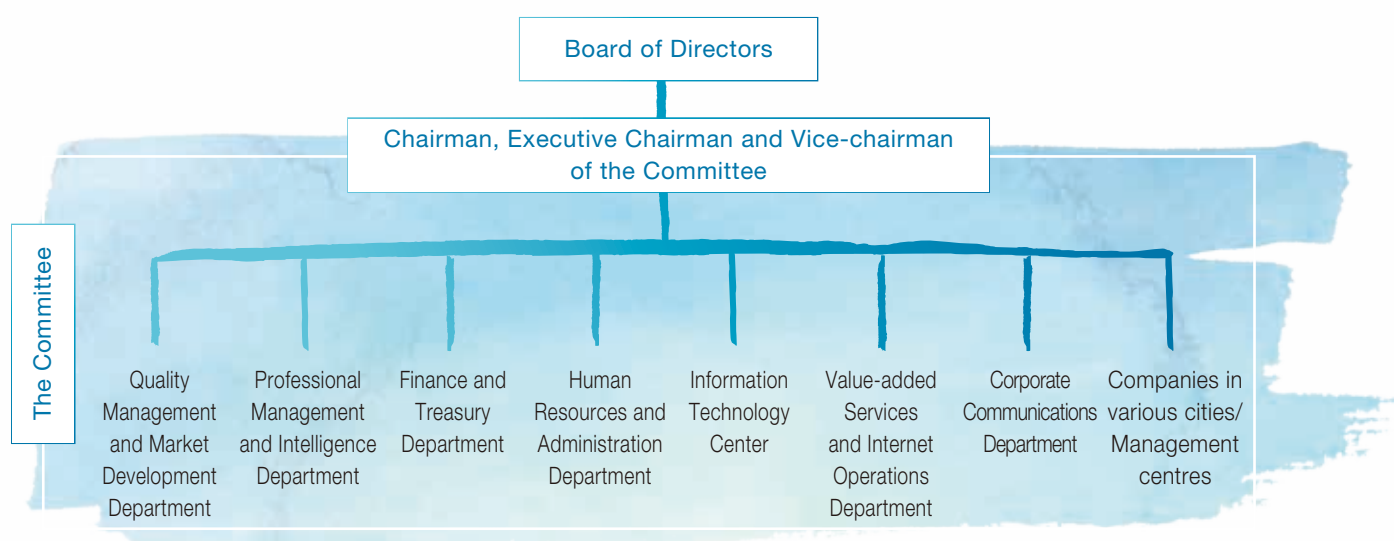 Board of Directors
Chairman, Executive Chairman and Vice-chairman
of the Committee
The Committee
Quality
Management
and Market
Development
Department
Professional
Management
and Intelligence
Department
Finance and
Treasury
Department
Human
Resources and
Administration
Department
Information
Technology
Center
Value-added
Services
and Internet
Operations
Department
Corporate
Communications
Department
Companies in
various cities/
Management
centres